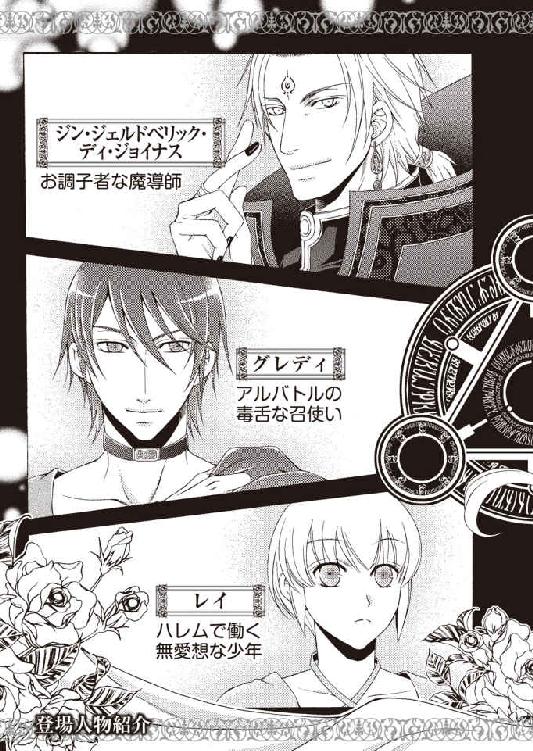 ジン・ジェルドベリック・
ディ・ジョイナス
お調子者な魔導師
グレディ
アルバトルの
毒舌な召使い
レイ
ハレムで働く
無愛想な少年
登場人物紹介